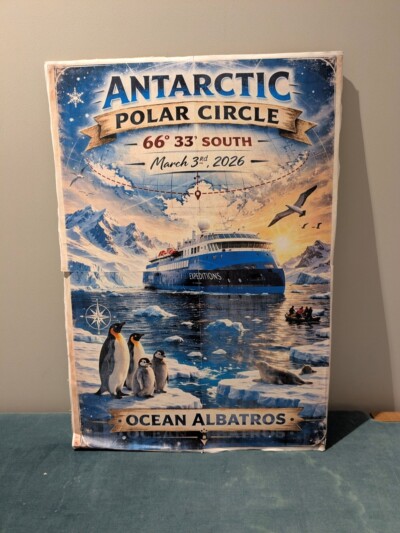 ANTARCTIC
POLAR CIRCLE
66° 33' SOUTH
March 3rd, 2026
EXPEDITIONS
OCEAN ALBATROS